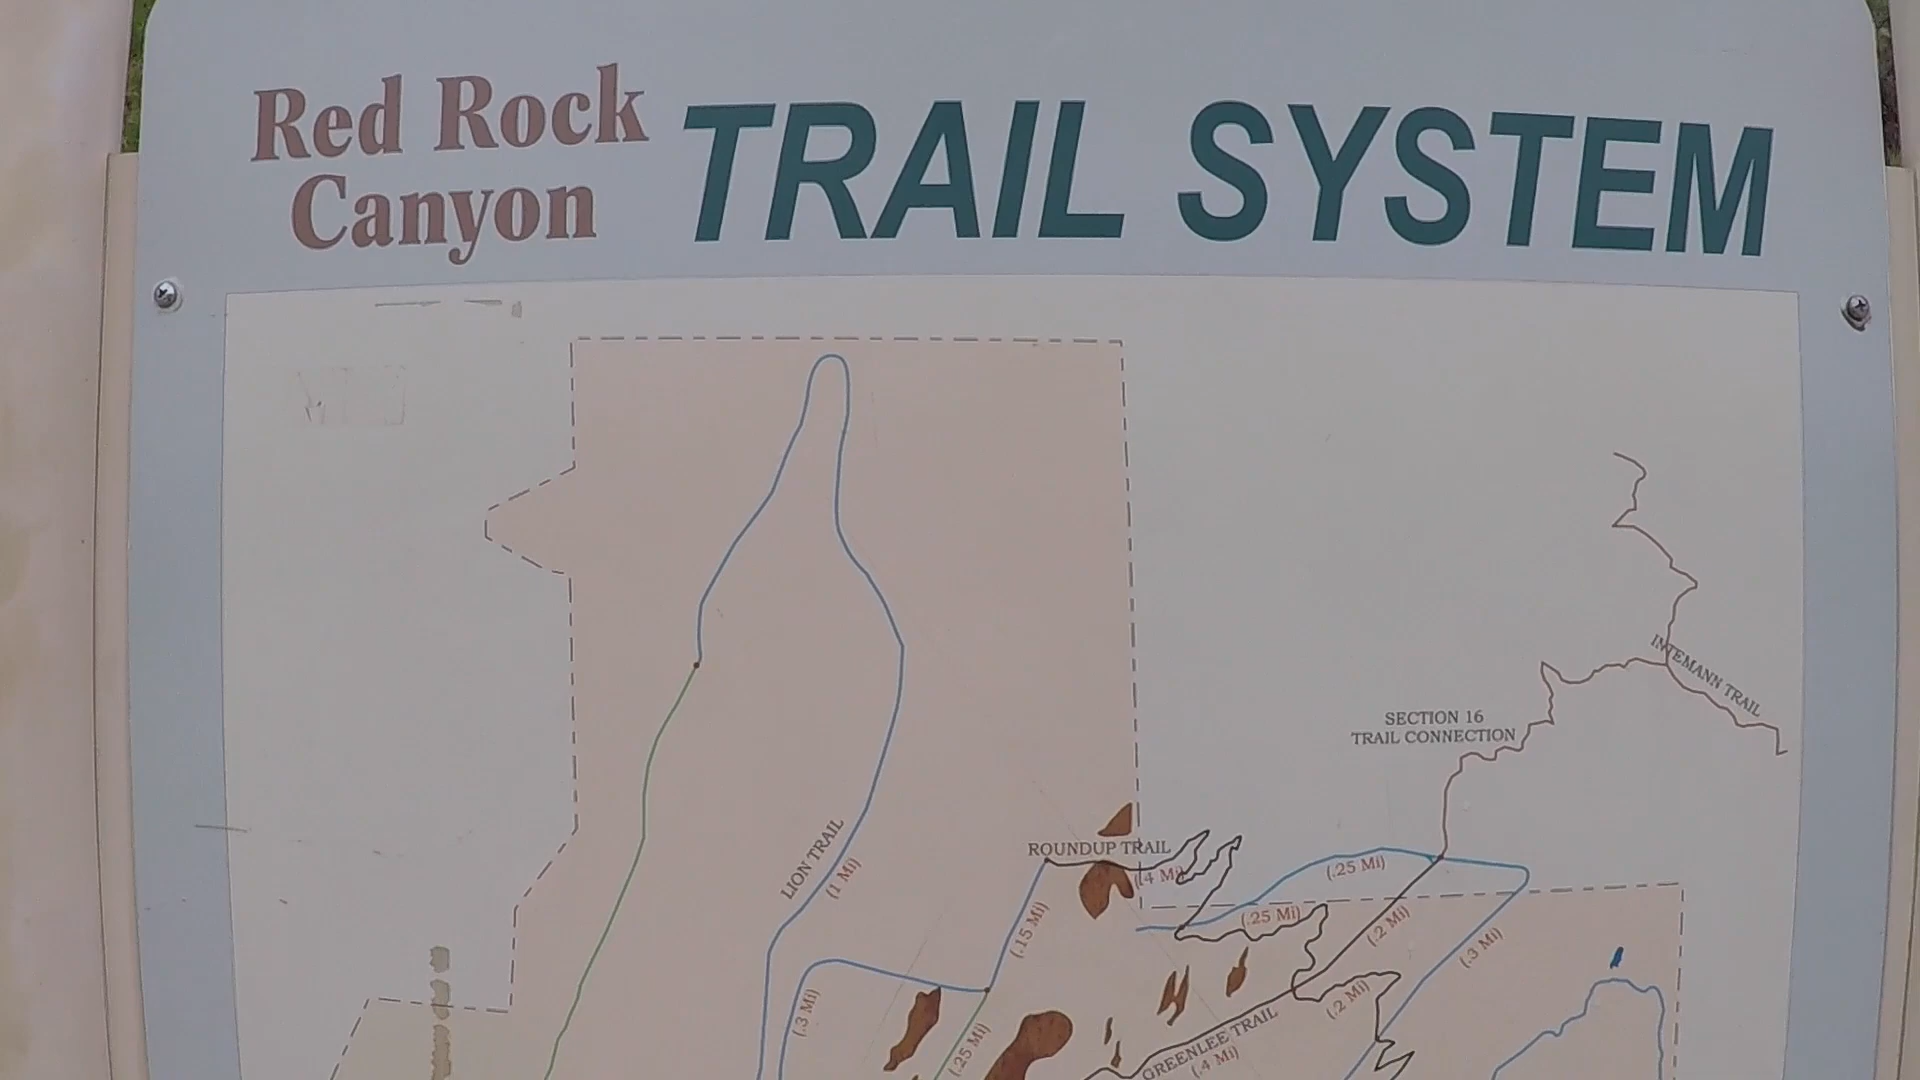 Red Rock
Canyon
TRAIL SYSTEM
INTEMANN TRAIL
SECTION 16
TRAIL CONNECTION
LION TRAIL
(1 Mi)
ROUNDUP TRAIL
(.4 Mi)
(.25 Mi)
(.25 Mi)
(.15 Mi)
(.2 Mi)
(.3 Mi)
(.3 Mi)
(.2 Mi)
(.25 Mi)
GREENLEE TRAIL
(.4 Mi)